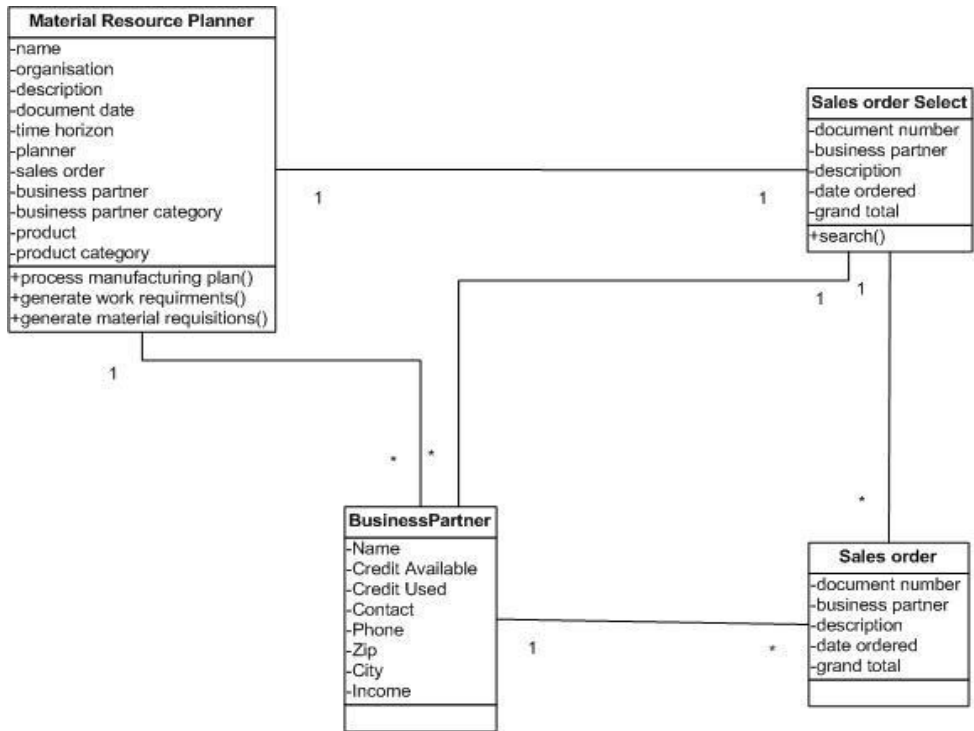 Material Resource Planner
-name
-organisation
-description
-document date
-time horizon
-planner
-sales order
-business partner
-business partner category
-product
-product category
+process manufacturing plan()
+generate work requirments()
+generate material requisitions()
Sales order Select
-document number
-business partner
-description
-date ordered
-grand total
+search()
1
1
1
1
1
*
*
*
BusinessPartner
-Name
-Credit Available
-Credit Used
-Contact
-Phone
-Zip
-City
-Income
Sales order
-document number
-business partner
-description
-date ordered
-grand total
1
*